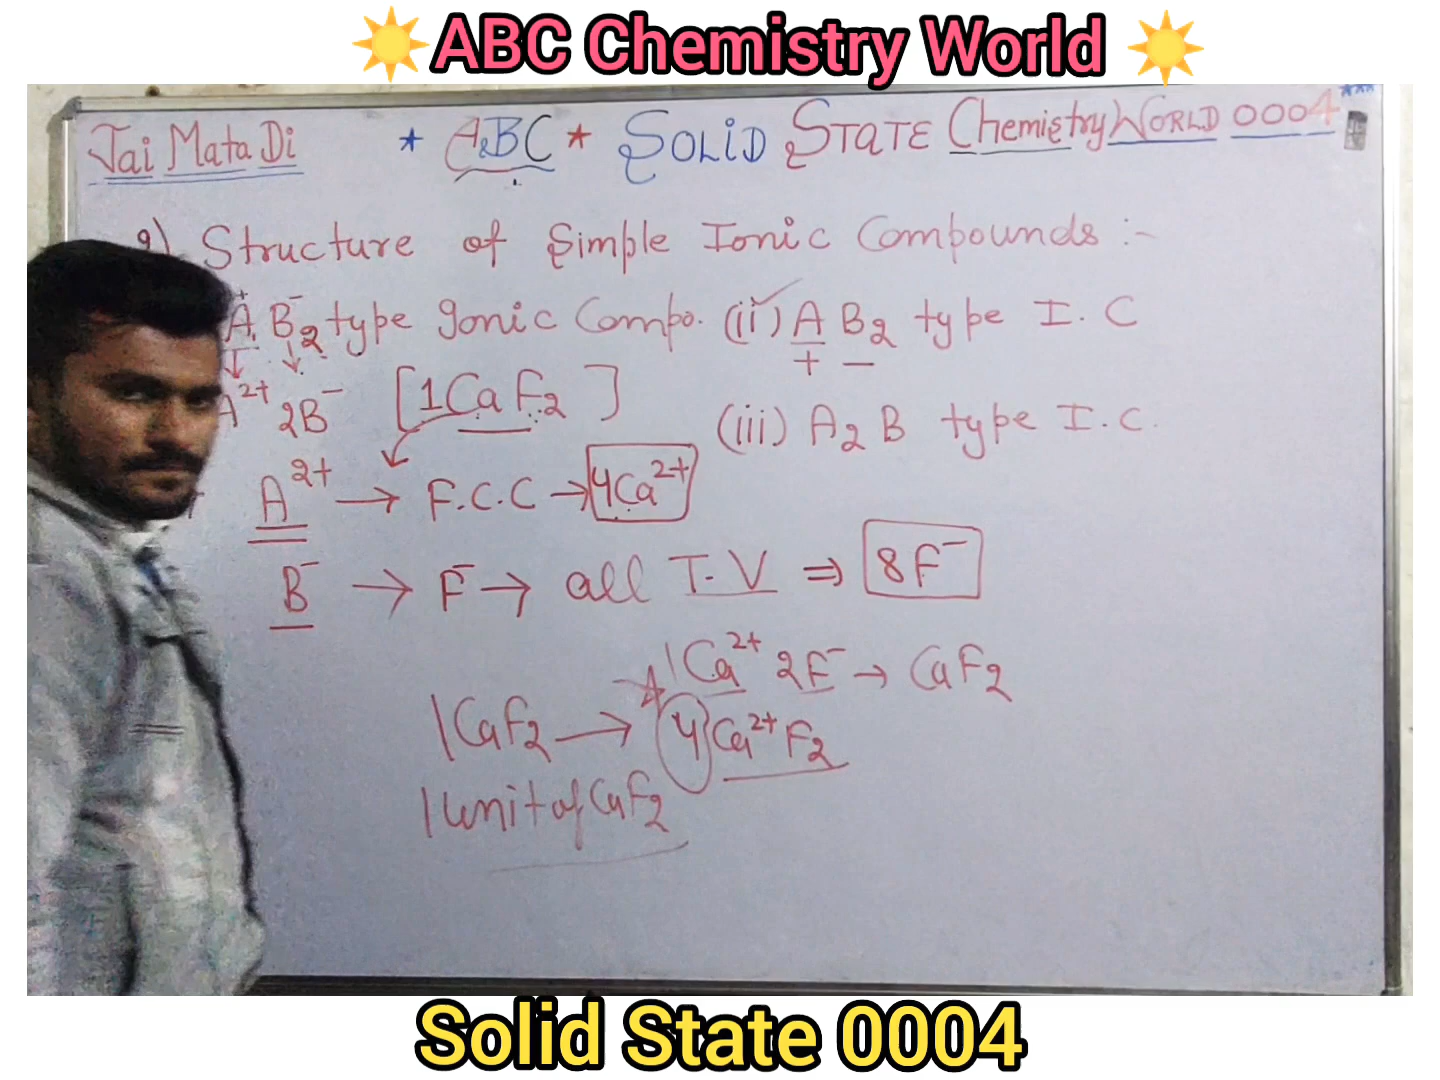 ☀️ABC Chemistry World ☀️
Jai Mata Di ★ ABC ★ SOLiD STATE Chemistry WORLD 0004
9) Structure of Simple Ionic Compounds :-
A⁺ B₂⁻ type Ionic Compo. (ii) A B₂ type I. C
+ −
A²⁺ 2B⁻ [1CaF₂]
(iii) A₂ B type I. C.
A²⁺ → F.C.C → 4Ca²⁺
B⁻ → F⁻ → all T.V ⇒ 8F⁻
1Ca²⁺ 2F⁻ → CaF₂
1CaF₂ → 4Ca²⁺F₂
1 unit of CaF₂
Solid State 0004